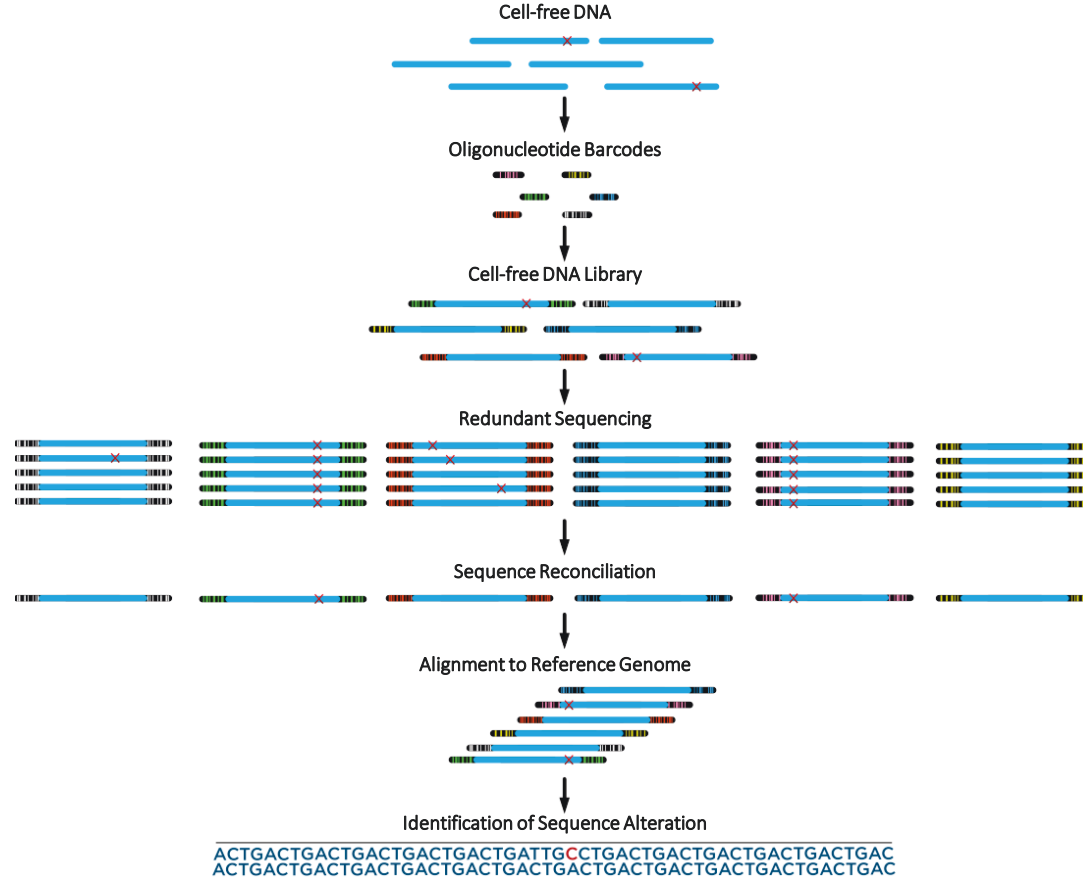 Cell-free DNA
Oligonucleotide Barcodes
Cell-free DNA Library
Redundant Sequencing
Sequence Reconciliation
Alignment to Reference Genome
Identification of Sequence Alteration
ACTGACTGACTGACTGACTGACTGATTGCCTGACTGACTGACTGACTGACTGAC
ACTGACTGACTGACTGACTGACTGACTGACTGACTGACTGACTGACTGACTGAC